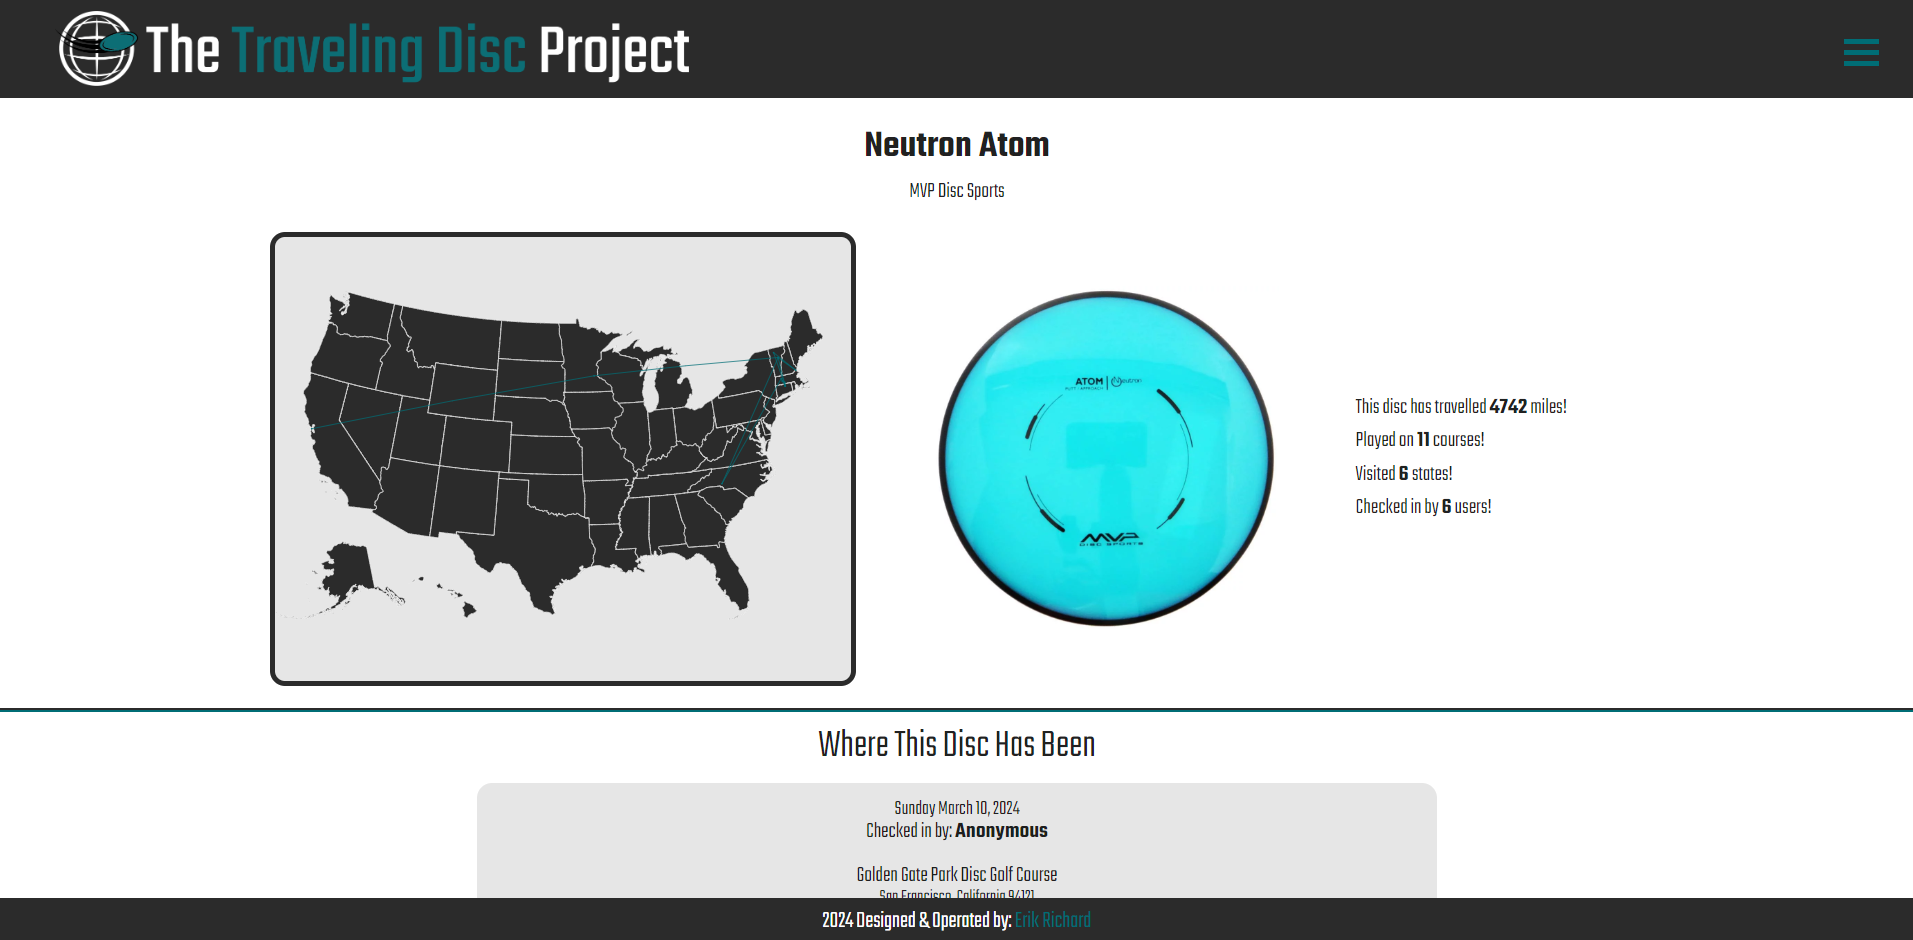 The Traveling Disc Project
Neutron Atom
MVP Disc Sports
ATOM | Neutron
MVP
DISC SPORTS
This disc has travelled 4742 miles!
Played on 11 courses!
Visited 6 states!
Checked in by 6 users!
Where This Disc Has Been
Sunday March 10, 2024
Checked in by: Anonymous
Golden Gate Park Disc Golf Course
San Francisco, California 94121
2024 Designed & Operated by: Erik Richard